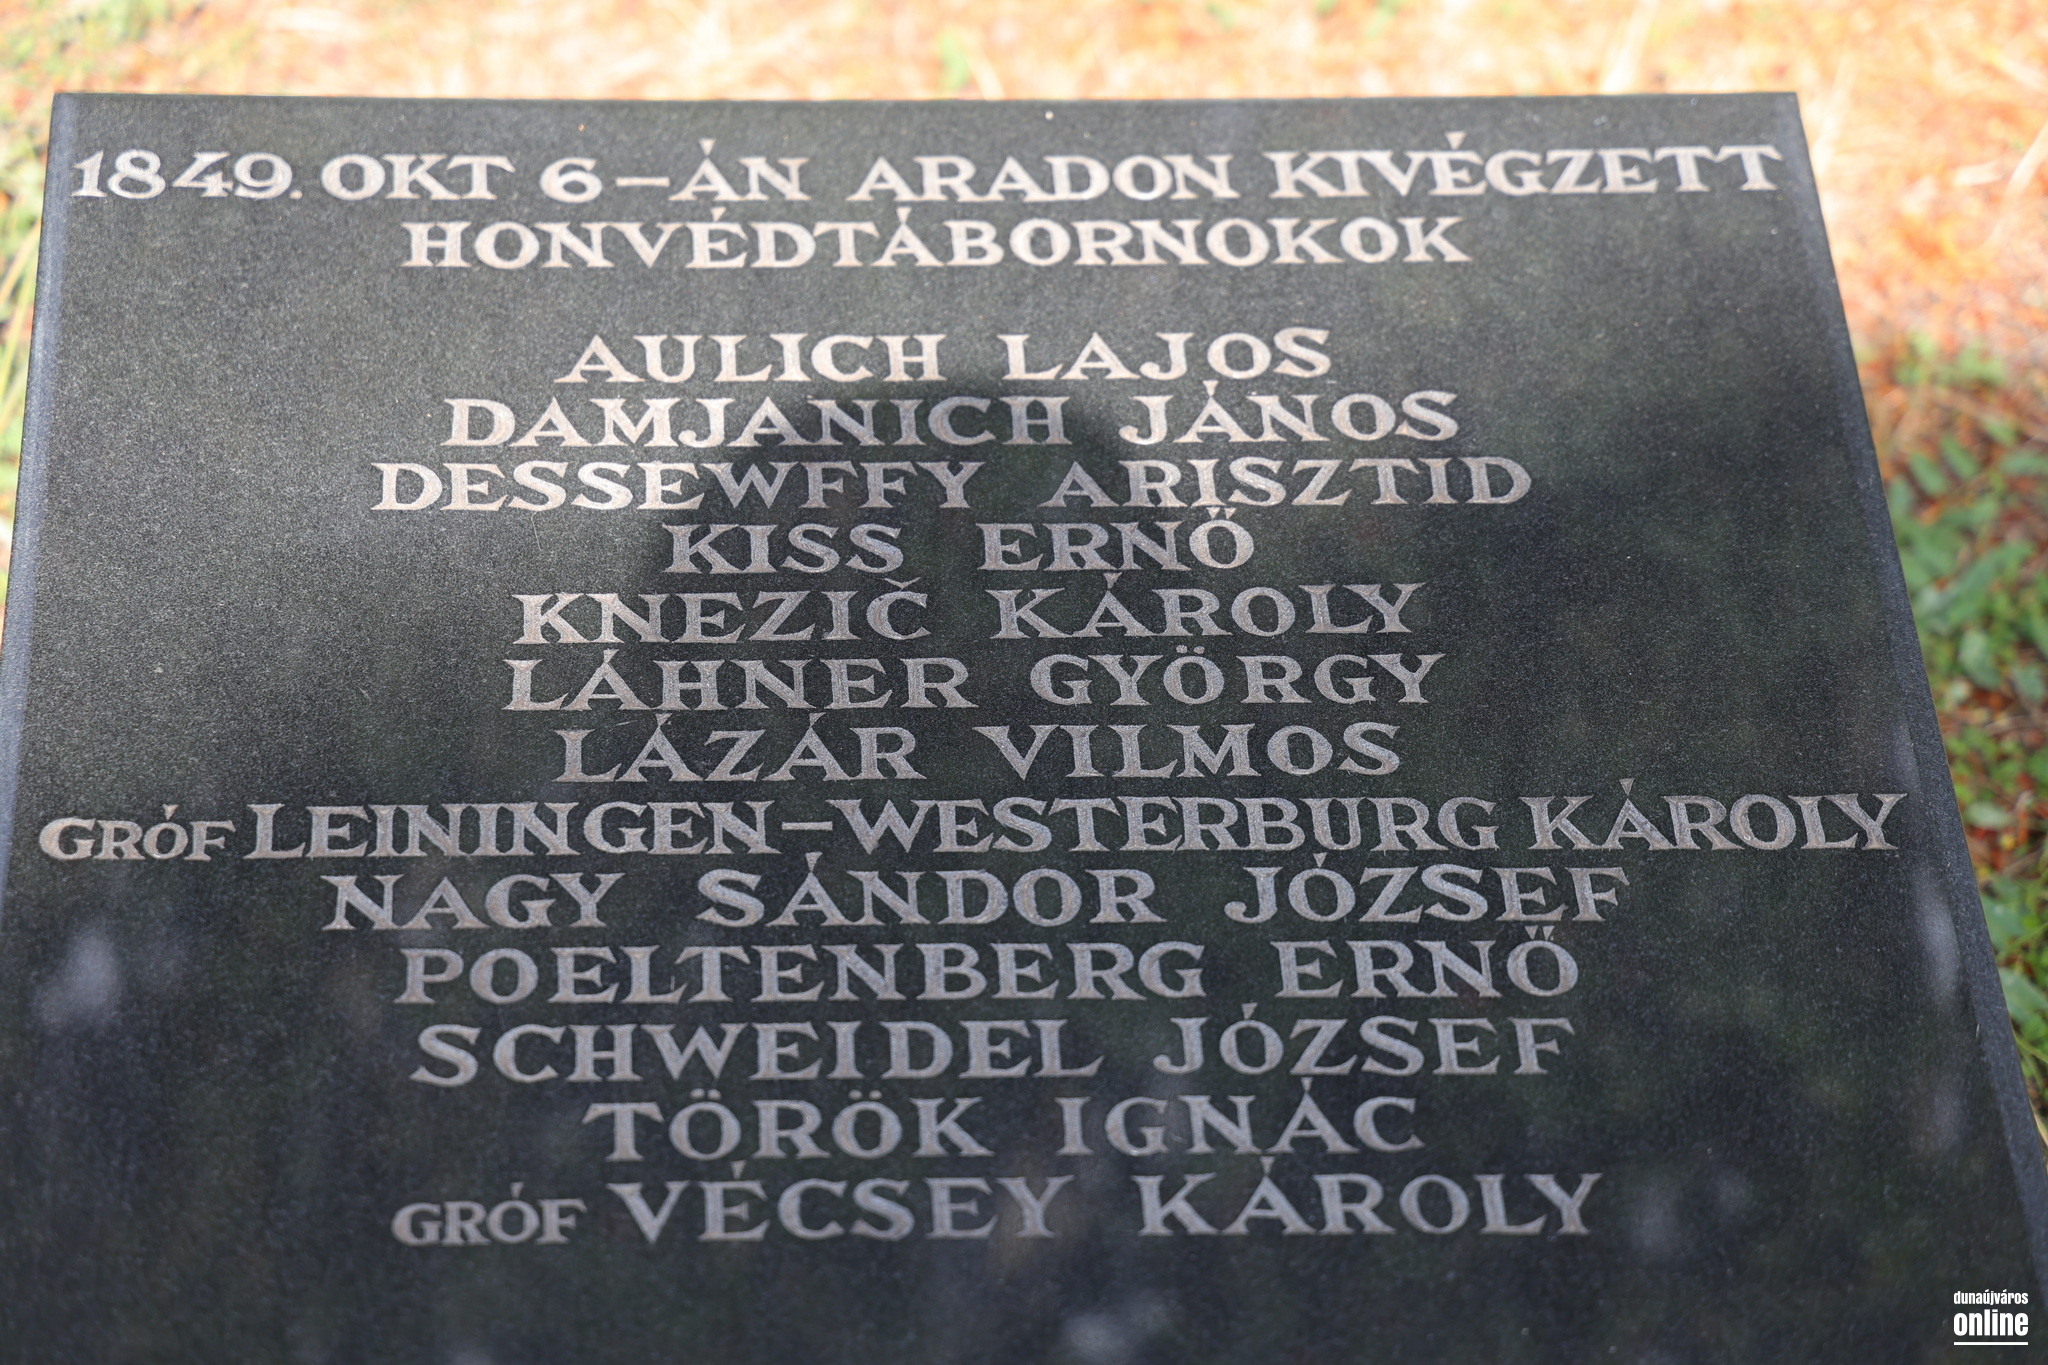 1849. OKT 6-ÁN ARADON KIVÉGZETT
HONVÉDTÁBORNOKOK
AULICH LAJOS
DAMJANICH JÁNOS
DESSEWFFY ARISZTID
KISS ERNŐ
KNEZIČ KÁROLY
LÁHNER GYÖRGY
LÁZÁR VILMOS
GRÓF LEININGEN-WESTERBURG KÁROLY
NAGY SÁNDOR JÓZSEF
POELTENBERG ERNŐ
SCHWEIDEL JÓZSEF
TÖRÖK IGNÁC
GRÓF VÉCSEY KÁROLY
dunaújváros
online